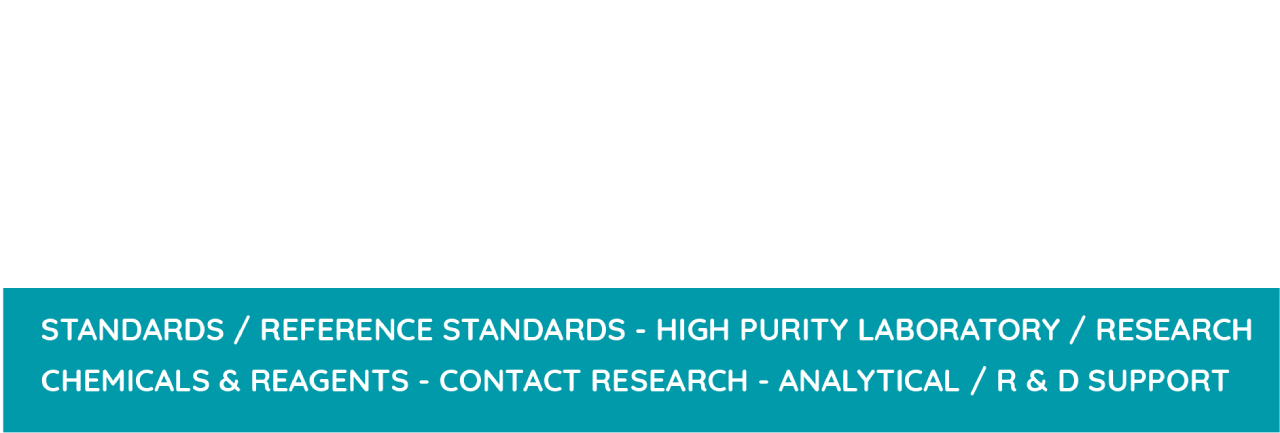 STANDARDS / REFERENCE STANDARDS - HIGH PURITY LABORATORY / RESEARCH
CHEMICALS & REAGENTS - CONTACT RESEARCH - ANALYTICAL / R & D SUPPORT